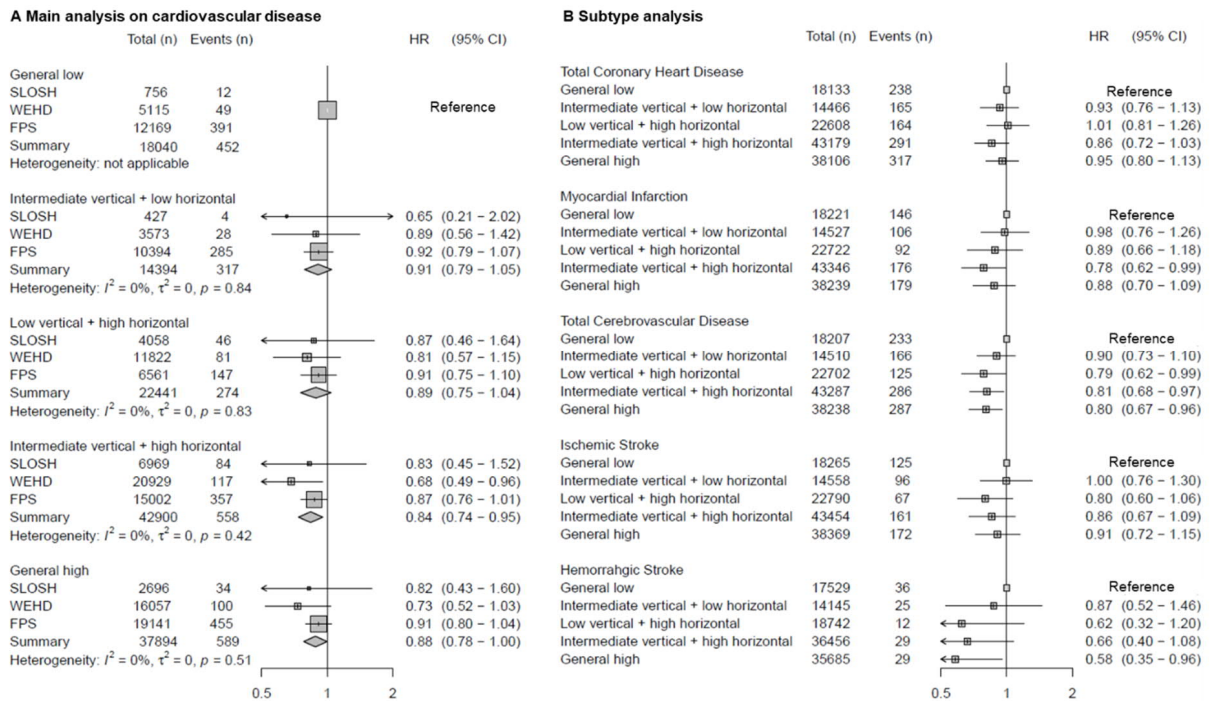 A Main analysis on cardiovascular disease
Total (n) Events (n) HR (95% CI)
General low
SLOSH 756 12
WEHD 5115 49 Reference
FPS 12169 391
Summary 18040 452
Heterogeneity: not applicable
Intermediate vertical + low horizontal
SLOSH 427 4 0.65 (0.21 − 2.02)
WEHD 3573 28 0.89 (0.56 − 1.42)
FPS 10394 285 0.92 (0.79 − 1.07)
Summary 14394 317 0.91 (0.79 − 1.05)
Heterogeneity: I² = 0%, τ² = 0, p = 0.84
Low vertical + high horizontal
SLOSH 4058 46 0.87 (0.46 − 1.64)
WEHD 11822 81 0.81 (0.57 − 1.15)
FPS 6561 147 0.91 (0.75 − 1.10)
Summary 22441 274 0.89 (0.75 − 1.04)
Heterogeneity: I² = 0%, τ² = 0, p = 0.83
Intermediate vertical + high horizontal
SLOSH 6969 84 0.83 (0.45 − 1.52)
WEHD 20929 117 0.68 (0.49 − 0.96)
FPS 15002 357 0.87 (0.76 − 1.01)
Summary 42900 558 0.84 (0.74 − 0.95)
Heterogeneity: I² = 0%, τ² = 0, p = 0.42
General high
SLOSH 2696 34 0.82 (0.43 − 1.60)
WEHD 16057 100 0.73 (0.52 − 1.03)
FPS 19141 455 0.91 (0.80 − 1.04)
Summary 37894 589 0.88 (0.78 − 1.00)
Heterogeneity: I² = 0%, τ² = 0, p = 0.51
0.5 1 2
B Subtype analysis
Total (n) Events (n) HR (95% CI)
Total Coronary Heart Disease
General low 18133 238 Reference
Intermediate vertical + low horizontal 14466 165 0.93 (0.76 − 1.13)
Low vertical + high horizontal 22608 164 1.01 (0.81 − 1.26)
Intermediate vertical + high horizontal 43179 291 0.86 (0.72 − 1.03)
General high 38106 317 0.95 (0.80 − 1.13)
Myocardial Infarction
General low 18221 146 Reference
Intermediate vertical + low horizontal 14527 106 0.98 (0.76 − 1.26)
Low vertical + high horizontal 22722 92 0.89 (0.66 − 1.18)
Intermediate vertical + high horizontal 43346 176 0.78 (0.62 − 0.99)
General high 38239 179 0.88 (0.70 − 1.09)
Total Cerebrovascular Disease
General low 18207 233 Reference
Intermediate vertical + low horizontal 14510 166 0.90 (0.73 − 1.10)
Low vertical + high horizontal 22702 125 0.79 (0.62 − 0.99)
Intermediate vertical + high horizontal 43287 286 0.81 (0.68 − 0.97)
General high 38238 287 0.80 (0.67 − 0.96)
Ischemic Stroke
General low 18265 125 Reference
Intermediate vertical + low horizontal 14558 96 1.00 (0.76 − 1.30)
Low vertical + high horizontal 22790 67 0.80 (0.60 − 1.06)
Intermediate vertical + high horizontal 43454 161 0.86 (0.67 − 1.09)
General high 38369 172 0.91 (0.72 − 1.15)
Hemorrahgic Stroke
General low 17529 36 Reference
Intermediate vertical + low horizontal 14145 25 0.87 (0.52 − 1.46)
Low vertical + high horizontal 18742 12 0.62 (0.32 − 1.20)
Intermediate vertical + high horizontal 36456 29 0.66 (0.40 − 1.08)
General high 35685 29 0.58 (0.35 − 0.96)
0.5 1 2